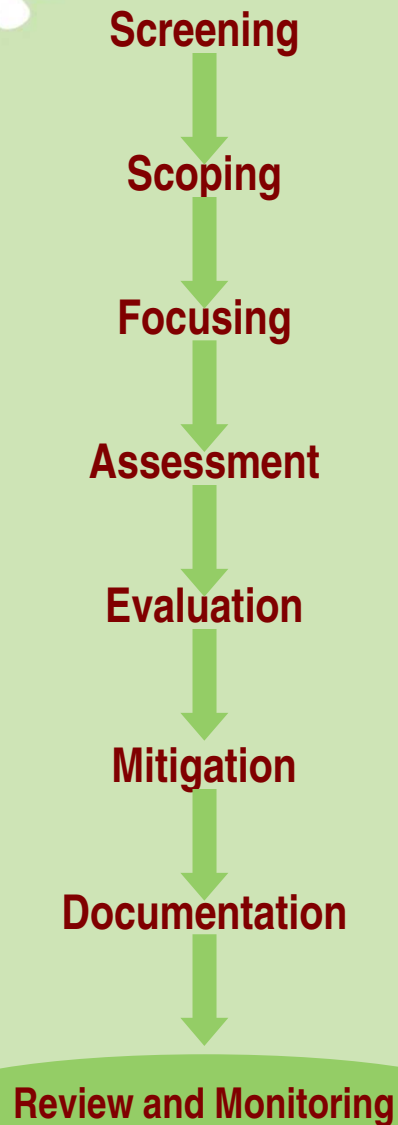 Screening
Scoping
Focusing
Assessment
Evaluation
Mitigation
Documentation
Review and Monitoring